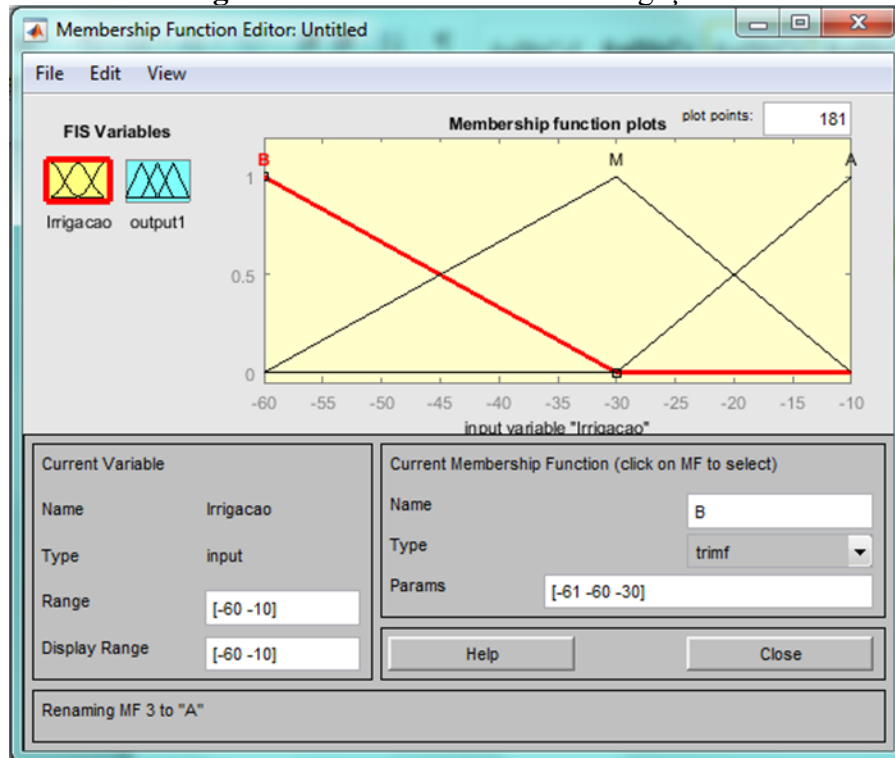 Membership Function Editor: Untitled
File Edit View
FIS Variables
Membership function plots
plot points: 181
Irrigacao output1
B M A
1
0.5
0
-60 -55 -50 -45 -40 -35 -30 -25 -20 -15 -10
input variable "Irrigacao"
Current Variable
Name Irrigacao
Type input
Range [-60 -10]
Display Range [-60 -10]
Current Membership Function (click on MF to select)
Name B
Type trimf
Params [-61 -60 -30]
Help Close
Renaming MF 3 to "A"